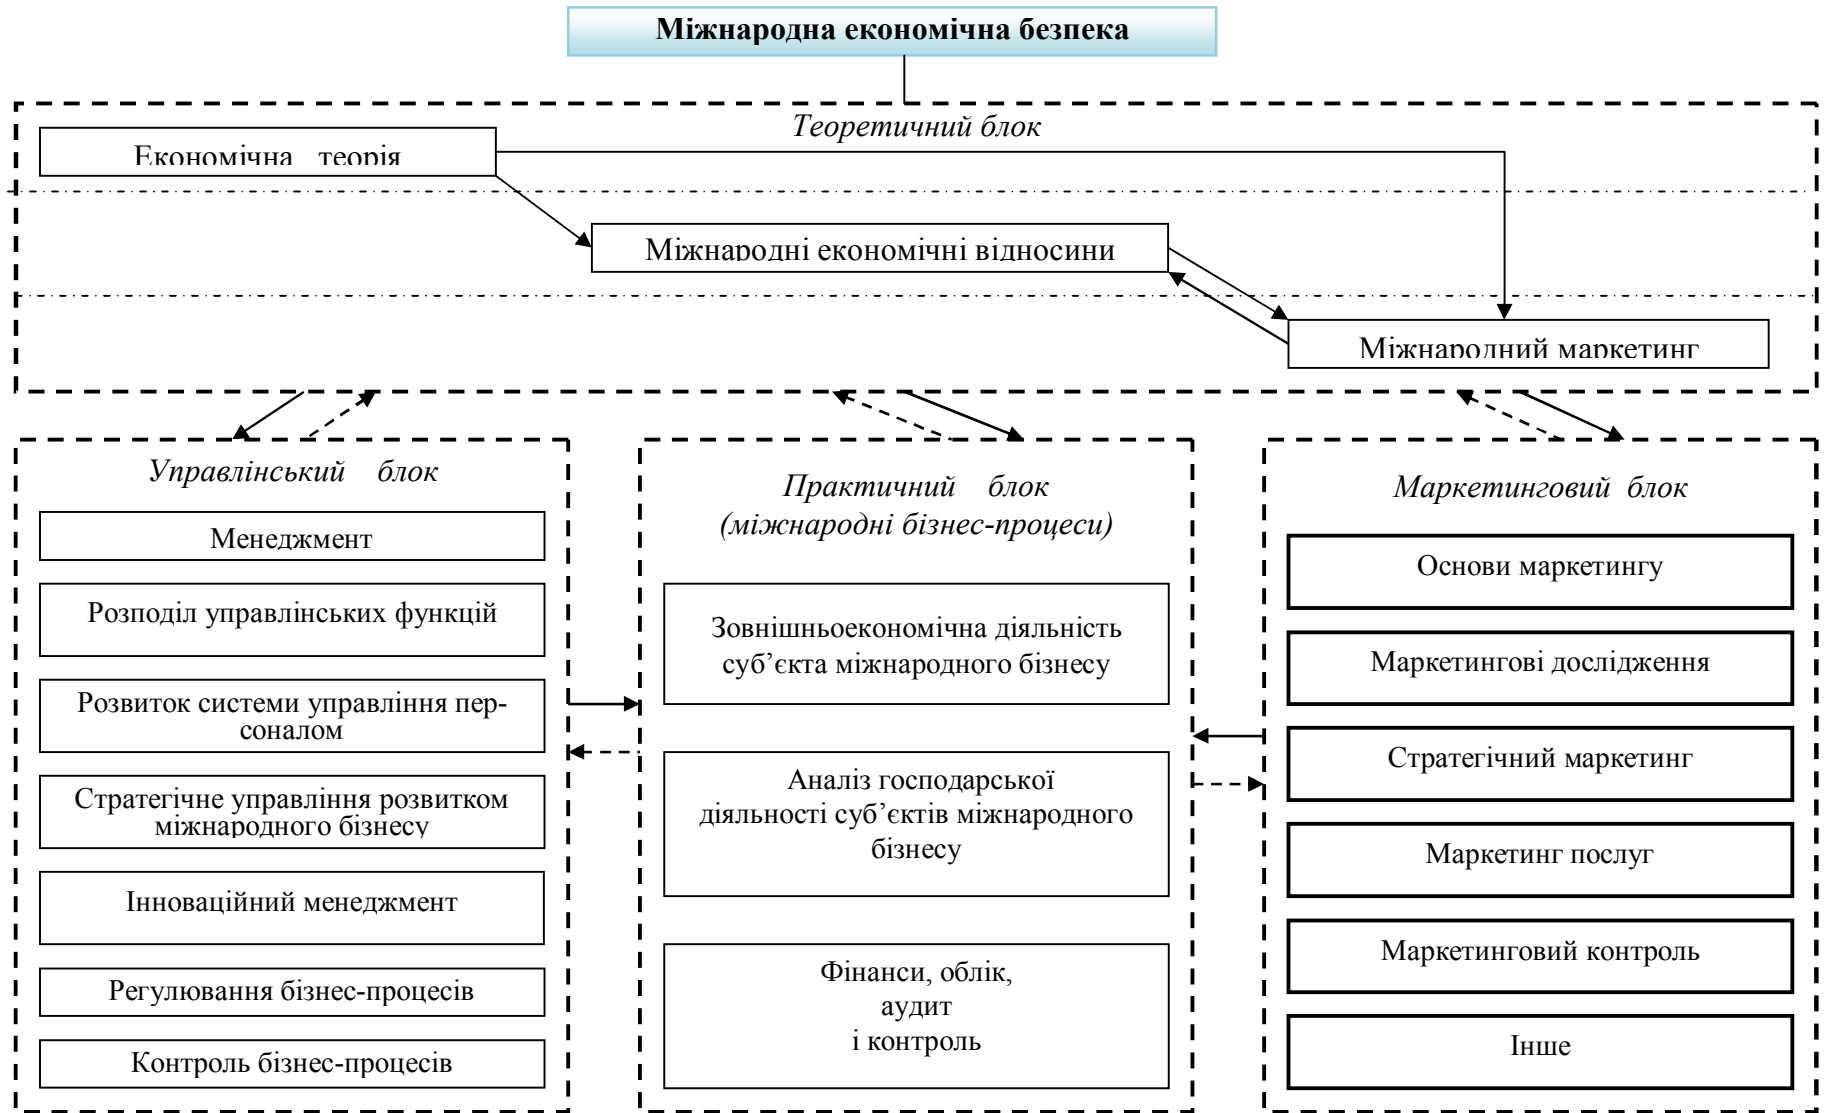 Міжнародна економічна безпека
Теоретичний блок
Економічна теорія
Міжнародні економічні відносини
Міжнародний маркетинг
Управлінський блок
Менеджмент
Розподіл управлінських функцій
Розвиток системи управління пер-
соналом
Стратегічне управління розвитком
міжнародного бізнесу
Інноваційний менеджмент
Регулювання бізнес-процесів
Контроль бізнес-процесів
Практичний блок
(міжнародні бізнес-процеси)
Зовнішньоекономічна діяльність
суб’єкта міжнародного бізнесу
Аналіз господарської
діяльності суб’єктів міжнародного
бізнесу
Фінанси, облік,
аудит
і контроль
Маркетинговий блок
Основи маркетингу
Маркетингові дослідження
Стратегічний маркетинг
Маркетинг послуг
Маркетинговий контроль
Інше